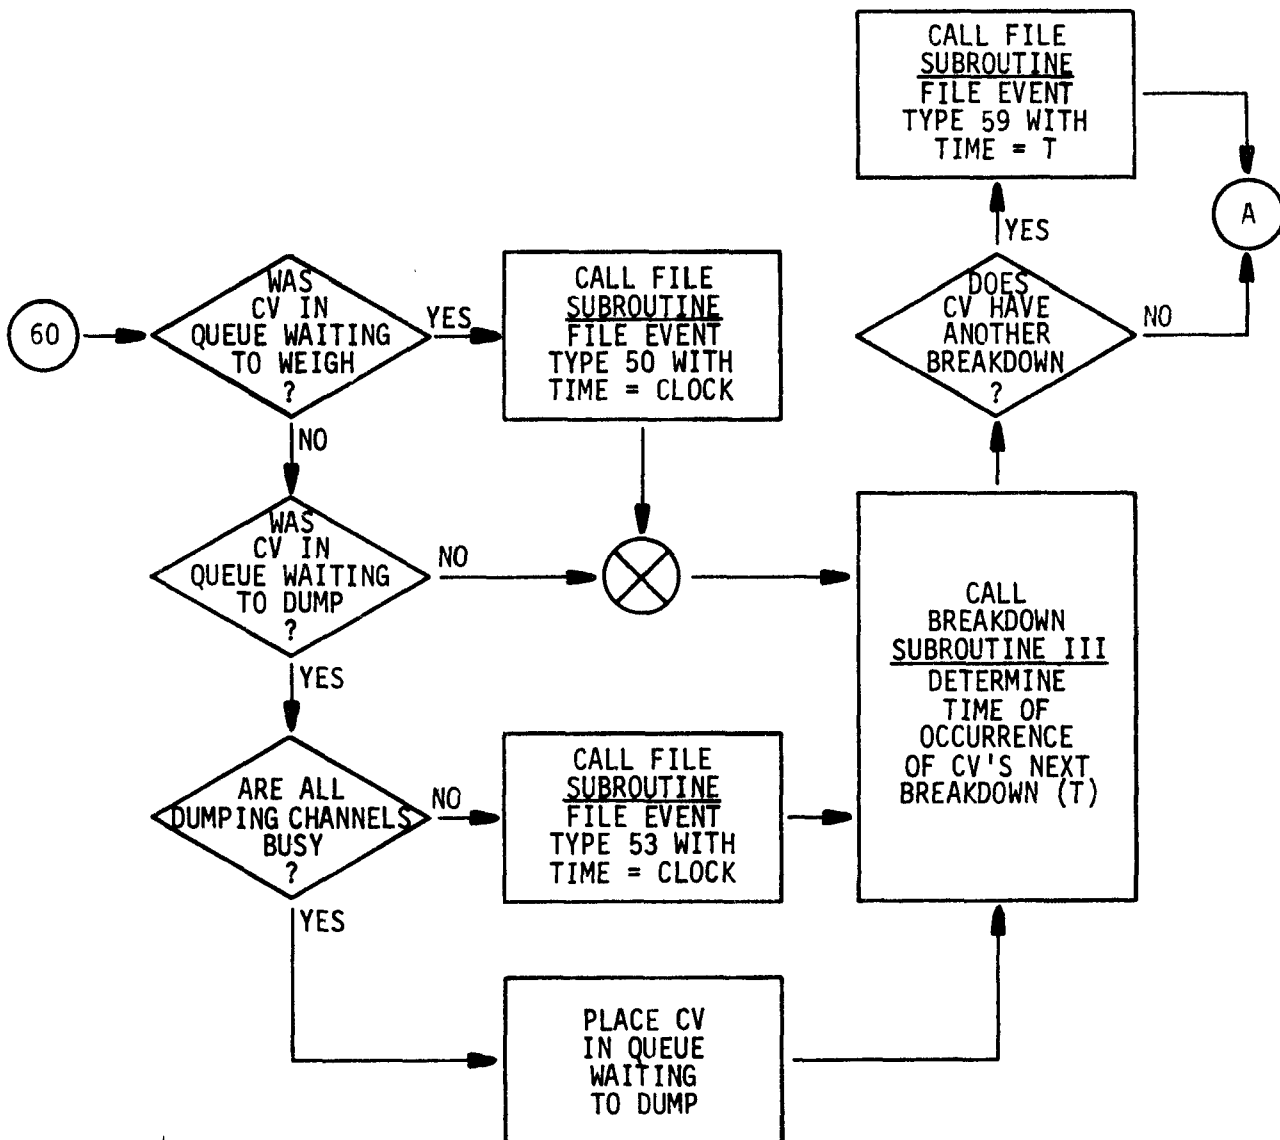 60
WAS
CV IN
QUEUE WAITING
TO WEIGH
?
YES
NO
CALL FILE
SUBROUTINE
FILE EVENT
TYPE 50 WITH
TIME = CLOCK
WAS
CV IN
QUEUE WAITING
TO DUMP
?
NO
YES
ARE ALL
DUMPING CHANNELS
BUSY
?
NO
YES
CALL FILE
SUBROUTINE
FILE EVENT
TYPE 53 WITH
TIME = CLOCK
PLACE CV
IN QUEUE
WAITING
TO DUMP
CALL
BREAKDOWN
SUBROUTINE III
DETERMINE
TIME OF
OCCURRENCE
OF CV'S NEXT
BREAKDOWN (T)
DOES
CV HAVE
ANOTHER
BREAKDOWN
?
YES
NO
CALL FILE
SUBROUTINE
FILE EVENT
TYPE 59 WITH
TIME = T
A